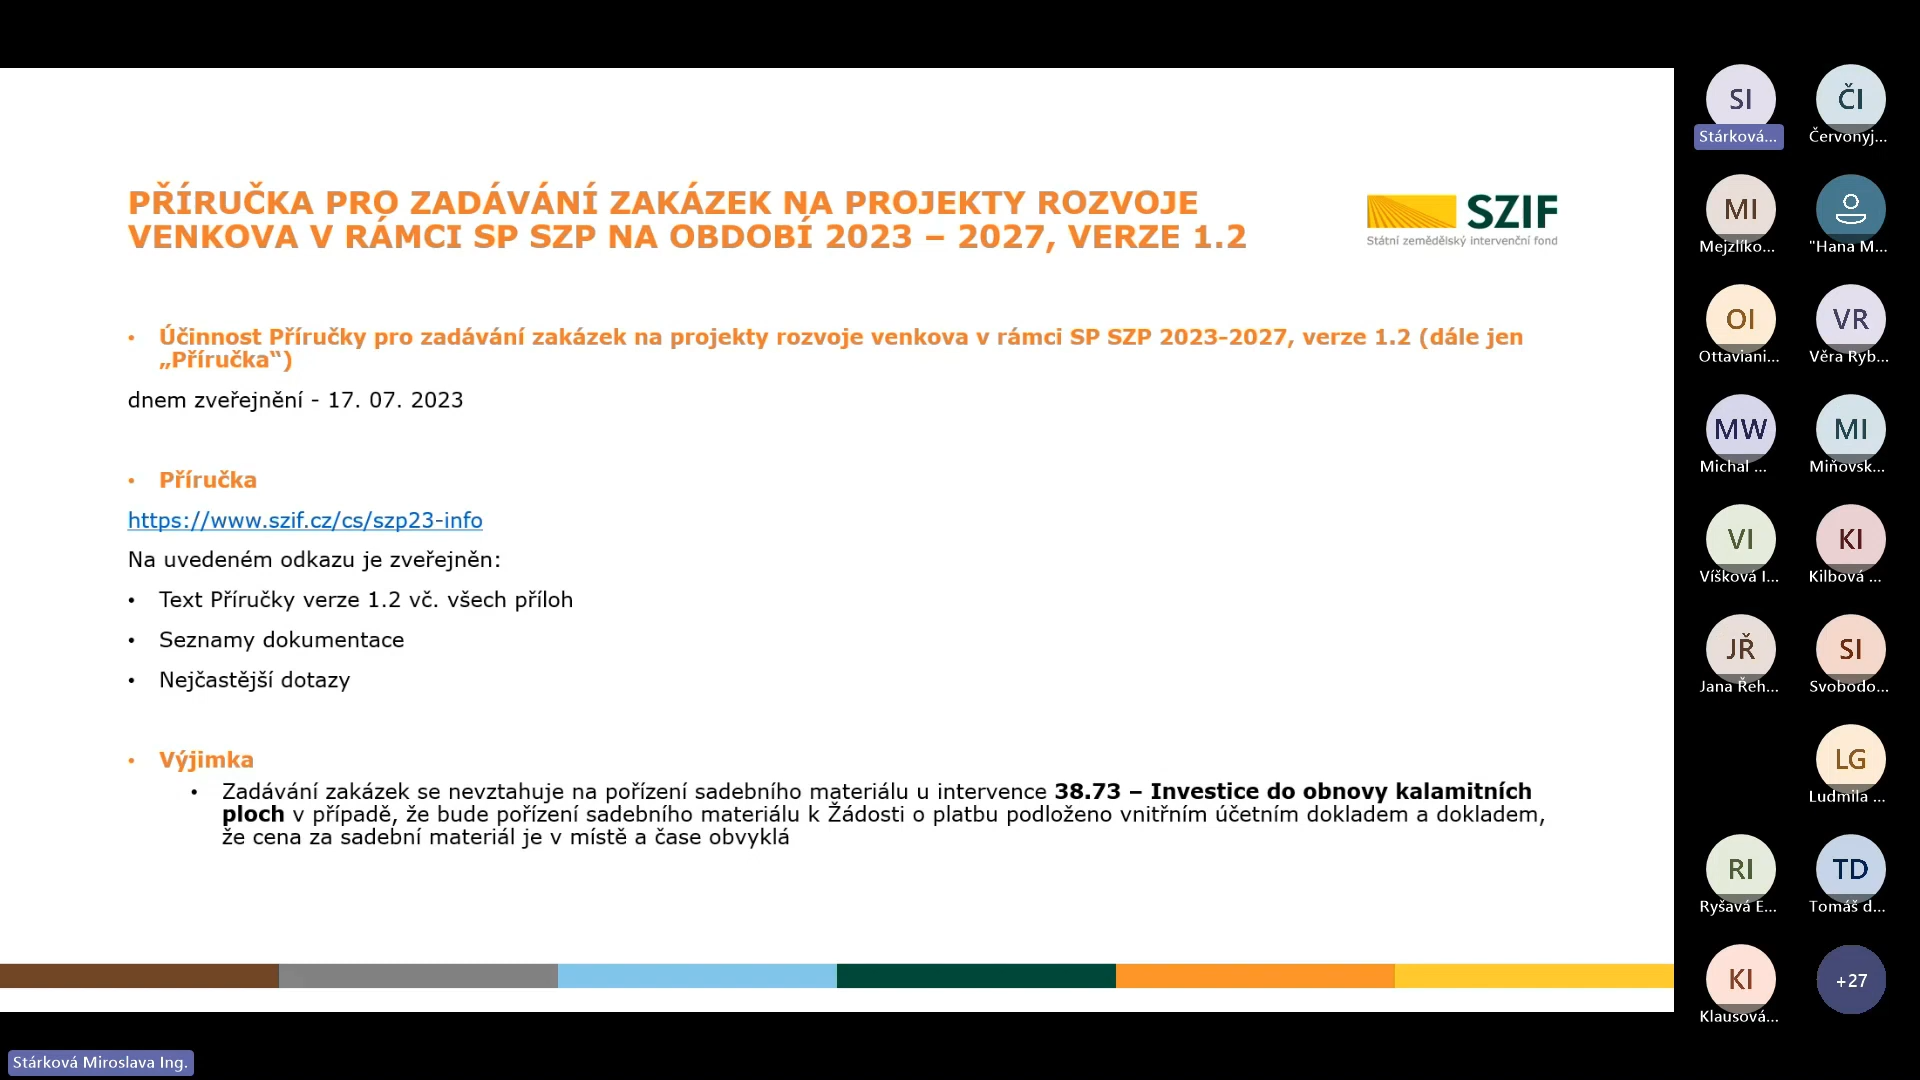 PŘÍRUČKA PRO ZADÁVÁNÍ ZAKÁZEK NA PROJEKTY ROZVOJE
VENKOVA V RÁMCI SP SZP NA OBDOBÍ 2023 – 2027, VERZE 1.2
SZIF
Státní zemědělský intervenční fond
• Účinnost Příručky pro zadávání zakázek na projekty rozvoje venkova v rámci SP SZP 2023-2027, verze 1.2 (dále jen
„Příručka“)
dnem zveřejnění - 17. 07. 2023
• Příručka
https://www.szif.cz/cs/szp23-info
Na uvedeném odkazu je zveřejněn:
• Text Příručky verze 1.2 vč. všech příloh
• Seznamy dokumentace
• Nejčastější dotazy
• Výjimka
• Zadávání zakázek se nevztahuje na pořízení sadebního materiálu u intervence 38.73 – Investice do obnovy kalamitních
ploch v případě, že bude pořízení sadebního materiálu k Žádosti o platbu podloženo vnitřním účetním dokladem a dokladem,
že cena za sadební materiál je v místě a čase obvyklá
SI
Stárková...
ČI
Červonyj...
MI
Mejzlíko...
"Hana M...
OI
Ottaviani...
VR
Věra Ryb...
MW
Michal ...
MI
Miňovsk...
VI
Víšková I...
KI
Kilbová ...
JŘ
Jana Řeh...
SI
Svobodo...
LG
Ludmila ...
RI
Ryšavá E...
TD
Tomáš d...
KI
Klausová...
+27
Stárková Miroslava Ing.